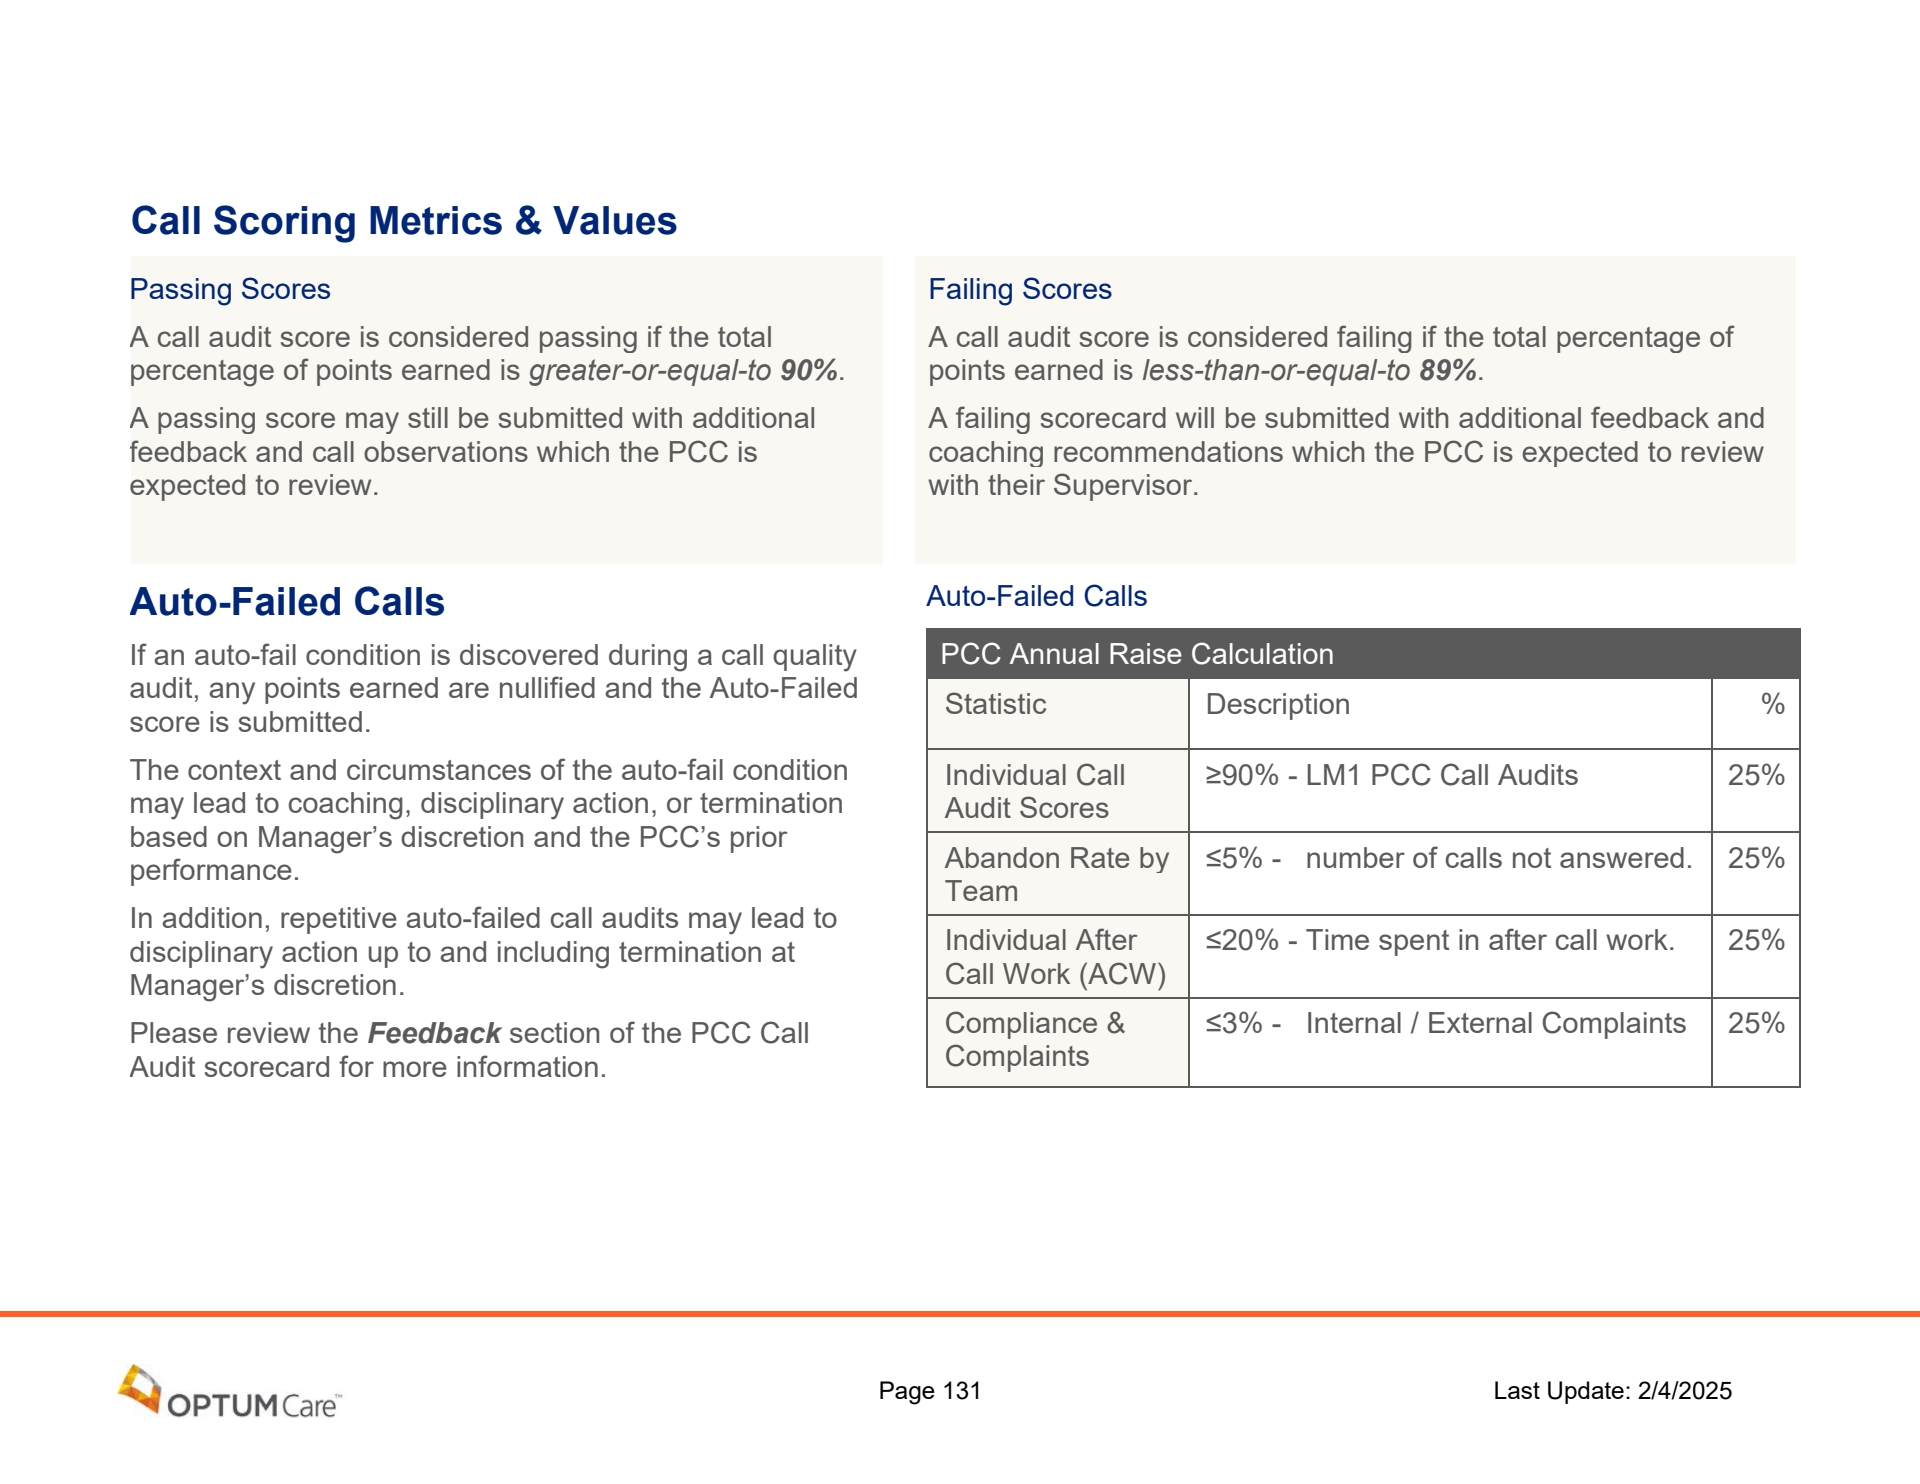 Call Scoring Metrics & Values
Passing Scores
A call audit score is considered passing if the total
percentage of points earned is greater-or-equal-to 90%.
A passing score may still be submitted with additional
feedback and call observations which the PCC is
expected to review.
Failing Scores
A call audit score is considered failing if the total percentage of
points earned is less-than-or-equal-to 89%.
A failing scorecard will be submitted with additional feedback and
coaching recommendations which the PCC is expected to review
with their Supervisor.
Auto-Failed Calls
If an auto-fail condition is discovered during a call quality
audit, any points earned are nullified and the Auto-Failed
score is submitted.
The context and circumstances of the auto-fail condition
may lead to coaching, disciplinary action, or termination
based on Manager’s discretion and the PCC’s prior
performance.
In addition, repetitive auto-failed call audits may lead to
disciplinary action up to and including termination at
Manager’s discretion.
Please review the Feedback section of the PCC Call
Audit scorecard for more information.
Auto-Failed Calls
PCC Annual Raise Calculation
Statistic Description %
Individual Call ≥90% - LM1 PCC Call Audits 25%
Audit Scores
Abandon Rate by ≤5% - number of calls not answered. 25%
Team
Individual After ≤20% - Time spent in after call work. 25%
Call Work (ACW)
Compliance & ≤3% - Internal / External Complaints 25%
Complaints
OPTUM Care™
Page 131
Last Update: 2/4/2025